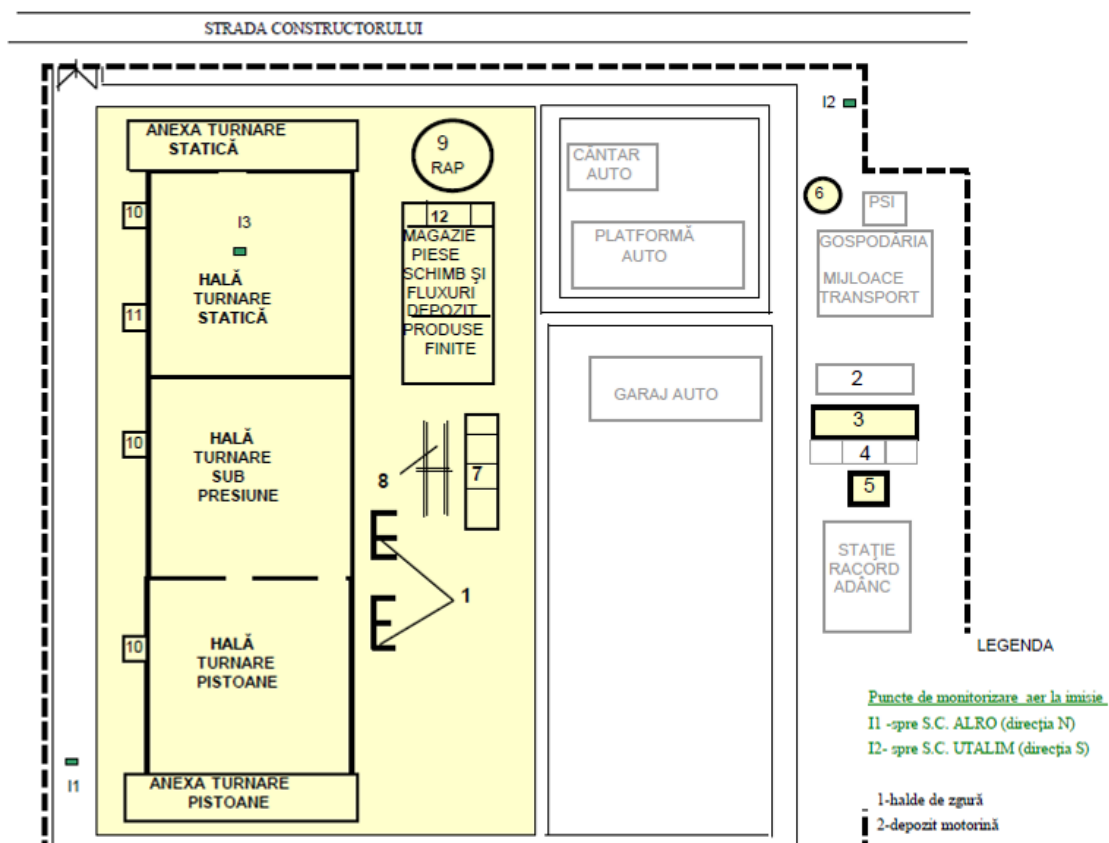 STRADA CONSTRUCTORULUI
I2
ANEXA TURNARE
STATICĂ
9
RAP
CÂNTAR
AUTO
6
PSI
10
I3
12
MAGAZIE
PIESE
SCHIMB ŞI
FLUXURI
DEPOZIT
PRODUSE
FINITE
PLATFORMĂ
AUTO
GOSPODĂRIA
MIJLOACE
TRANSPORT
HALĂ
TURNARE
STATICĂ
11
GARAJ AUTO
2
3
4
5
10
HALĂ
TURNARE
SUB
PRESIUNE
8
7
STAŢIE
RACORD
ADÂNC
1
10
HALĂ
TURNARE
PISTOANE
LEGENDA
Puncte de monitorizare aer la imisie
I1 -spre S.C. ALRO (direcția N)
I2- spre S.C. UTALIM (direcția S)
I1
ANEXA TURNARE
PISTOANE
1-halde de zgură
2-depozit motorină